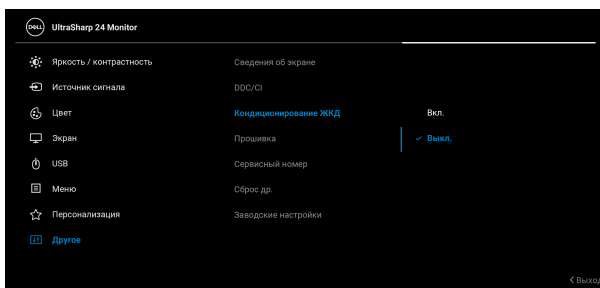 DELL UltraSharp 24 Monitor
Яркость / контрастность
Сведения об экране
Источник сигнала
DDC/CI
Цвет
Кондиционирование ЖКД
Вкл.
Экран
Прошивка
Выкл.
USB
Сервисный номер
Меню
Сброс др.
Персонализация
Заводские настройки
Другое
Выход